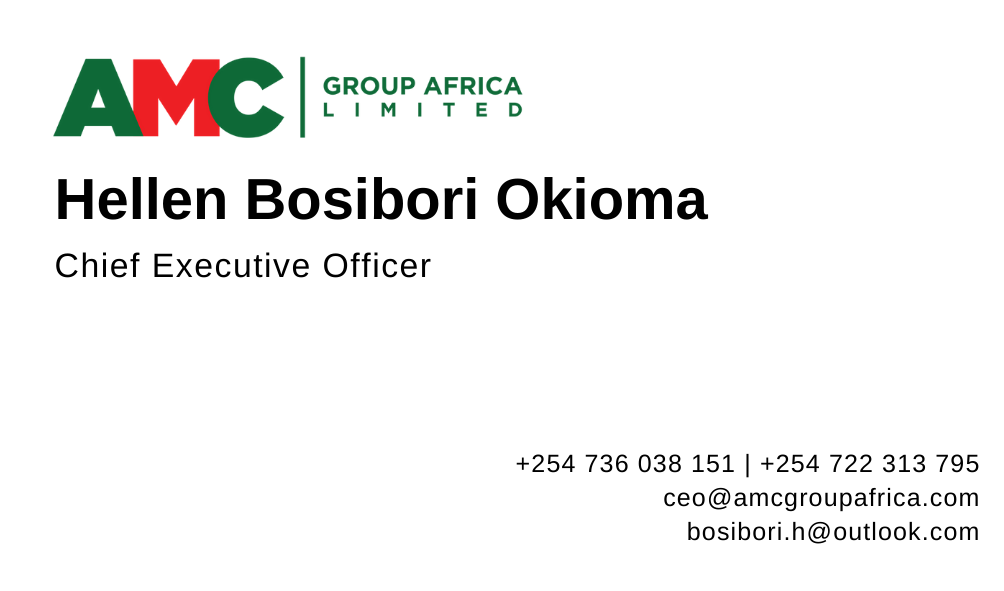 AMC
GROUP AFRICA
LIMITED
Hellen Bosibori Okioma
Chief Executive Officer
+254 736 038 151 | +254 722 313 795
ceo@amcgroupafrica.com
bosibori.h@outlook.com